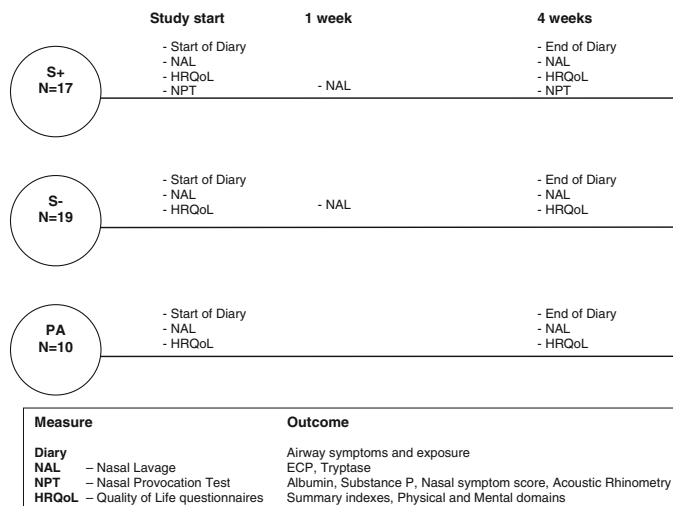 Study start 1 week 4 weeks
S+
N=17
- Start of Diary
- NAL
- HRQoL
- NPT
- NAL
- End of Diary
- NAL
- HRQoL
- NPT
S-
N=19
- Start of Diary
- NAL
- HRQoL
- NAL
- End of Diary
- NAL
- HRQoL
PA
N=10
- Start of Diary
- NAL
- HRQoL
- End of Diary
- NAL
- HRQoL
Measure Outcome
Diary Airway symptoms and exposure
NAL – Nasal Lavage ECP, Tryptase
NPT – Nasal Provocation Test Albumin, Substance P, Nasal symptom score, Acoustic Rhinometry
HRQoL – Quality of Life questionnaires Summary indexes, Physical and Mental domains